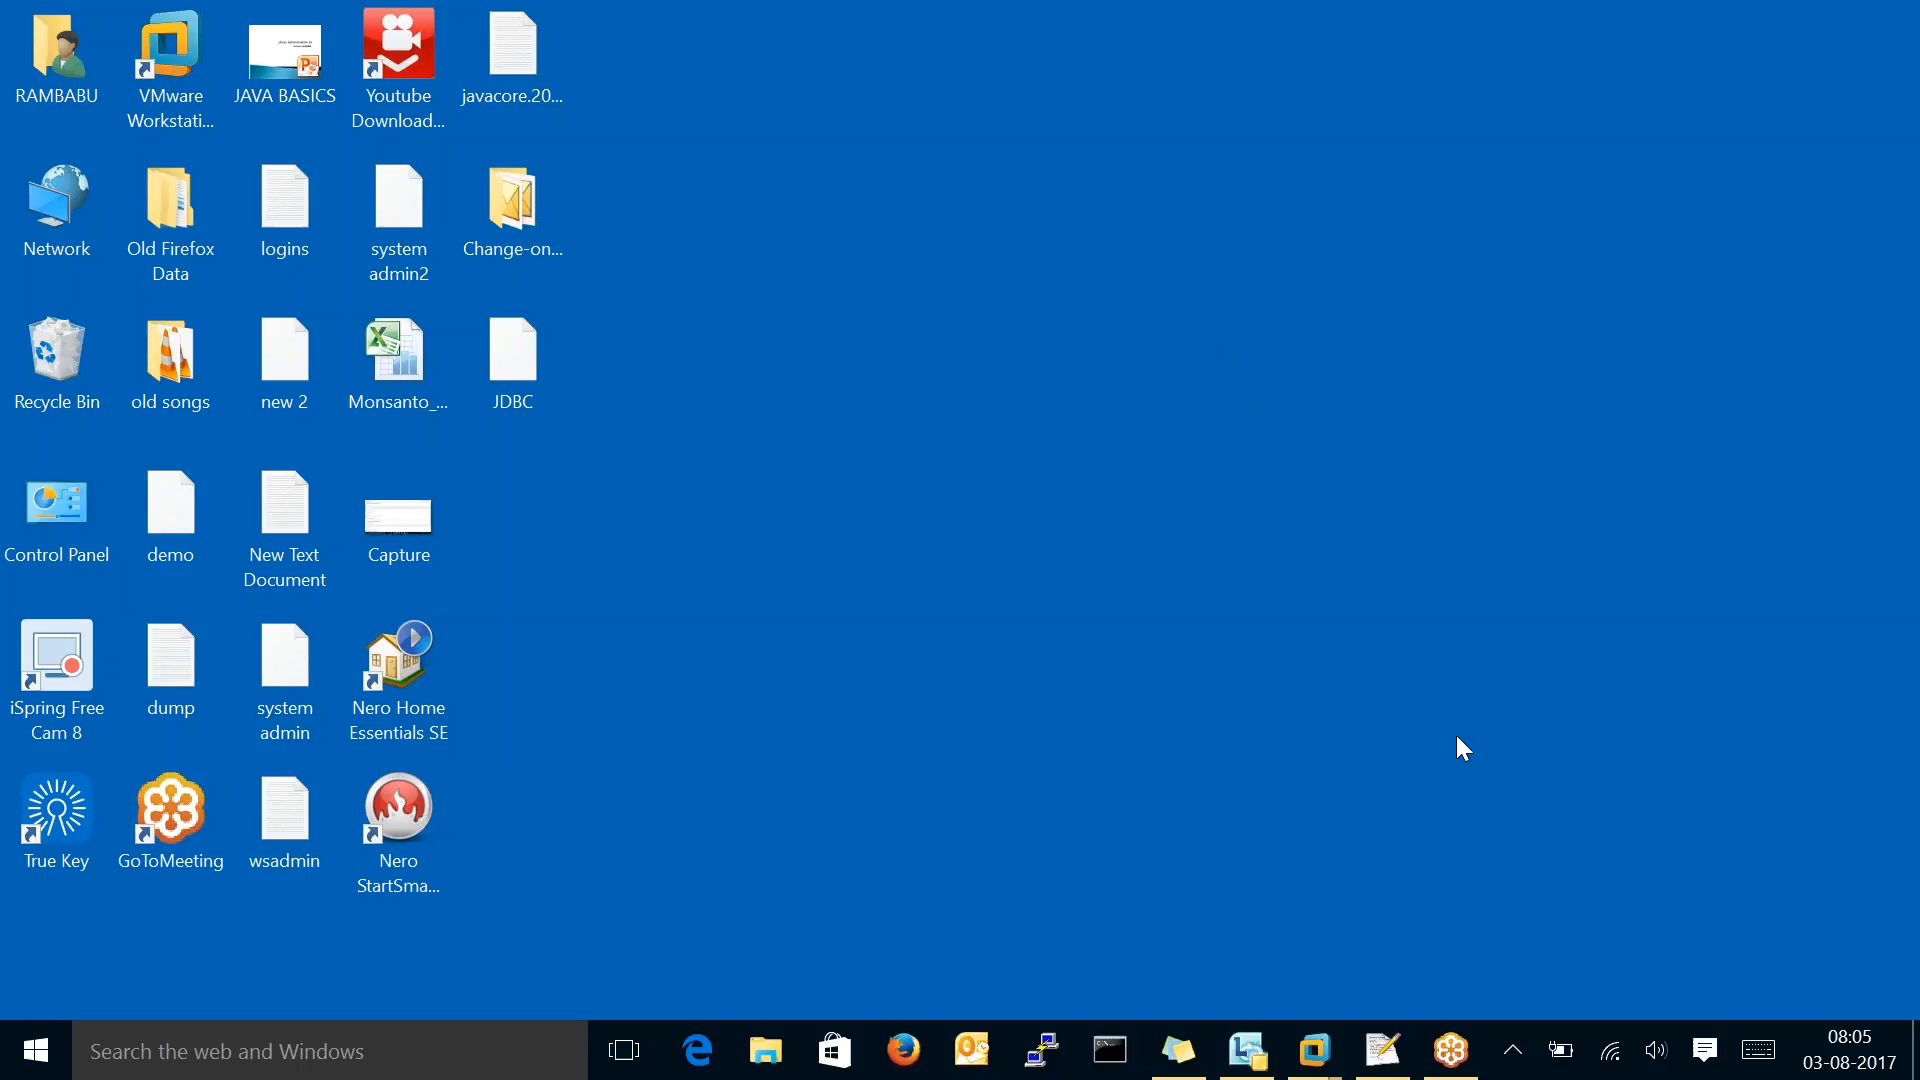 RAMBABU
VMware
Workstati...
JAVA BASICS
Youtube
Download...
javacore.20...
Network
Old Firefox
Data
logins
system
admin2
Change-on...
Recycle Bin
old songs
new 2
Monsanto_...
JDBC
Control Panel
demo
New Text
Document
Capture
iSpring Free
Cam 8
dump
system
admin
Nero Home
Essentials SE
True Key
GoToMeeting
wsadmin
Nero
StartSma...
Search the web and Windows
08:05
03-08-2017